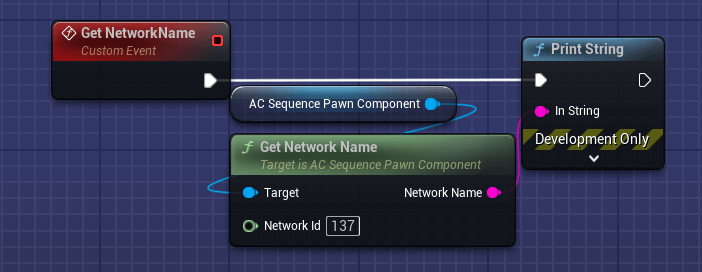 Get NetworkName
Custom Event
Print String
AC Sequence Pawn Component
In String
Development Only
Get Network Name
Target is AC Sequence Pawn Component
Target
Network Name
Network Id 137